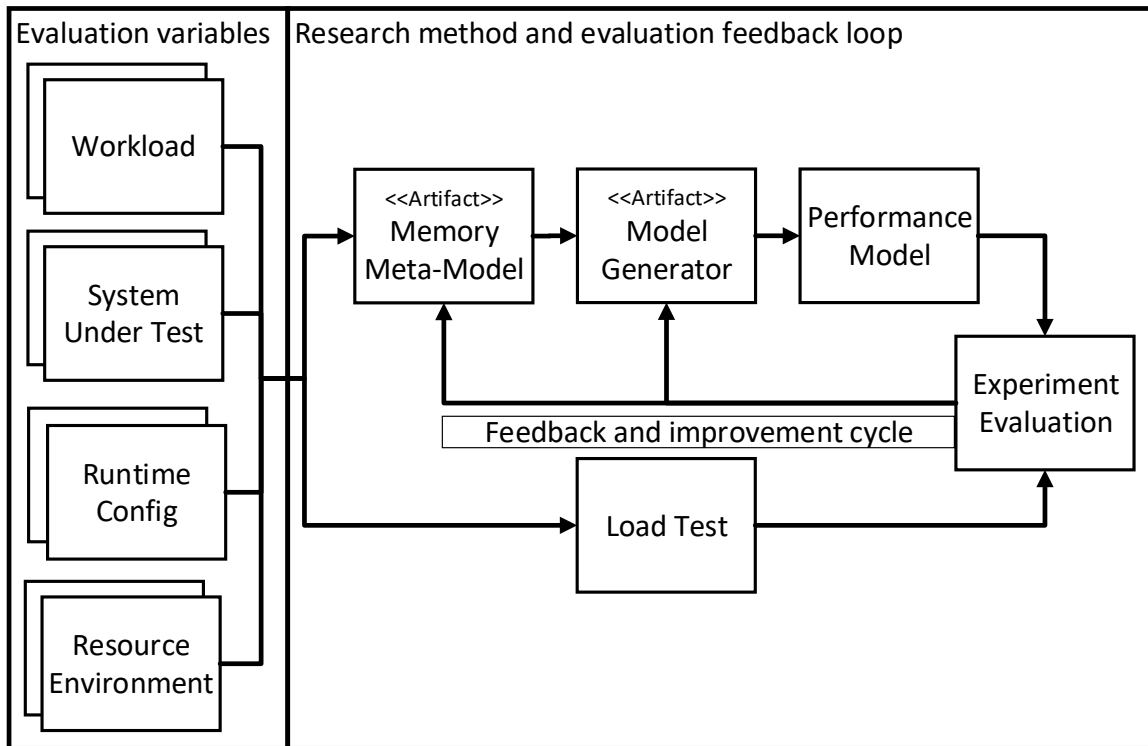 Evaluation variables
Workload
System
Under Test
Runtime
Config
Resource
Environment
Research method and evaluation feedback loop
<<Artifact>>
Memory
Meta-Model
<<Artifact>>
Model
Generator
Performance
Model
Experiment
Evaluation
Feedback and improvement cycle
Load Test